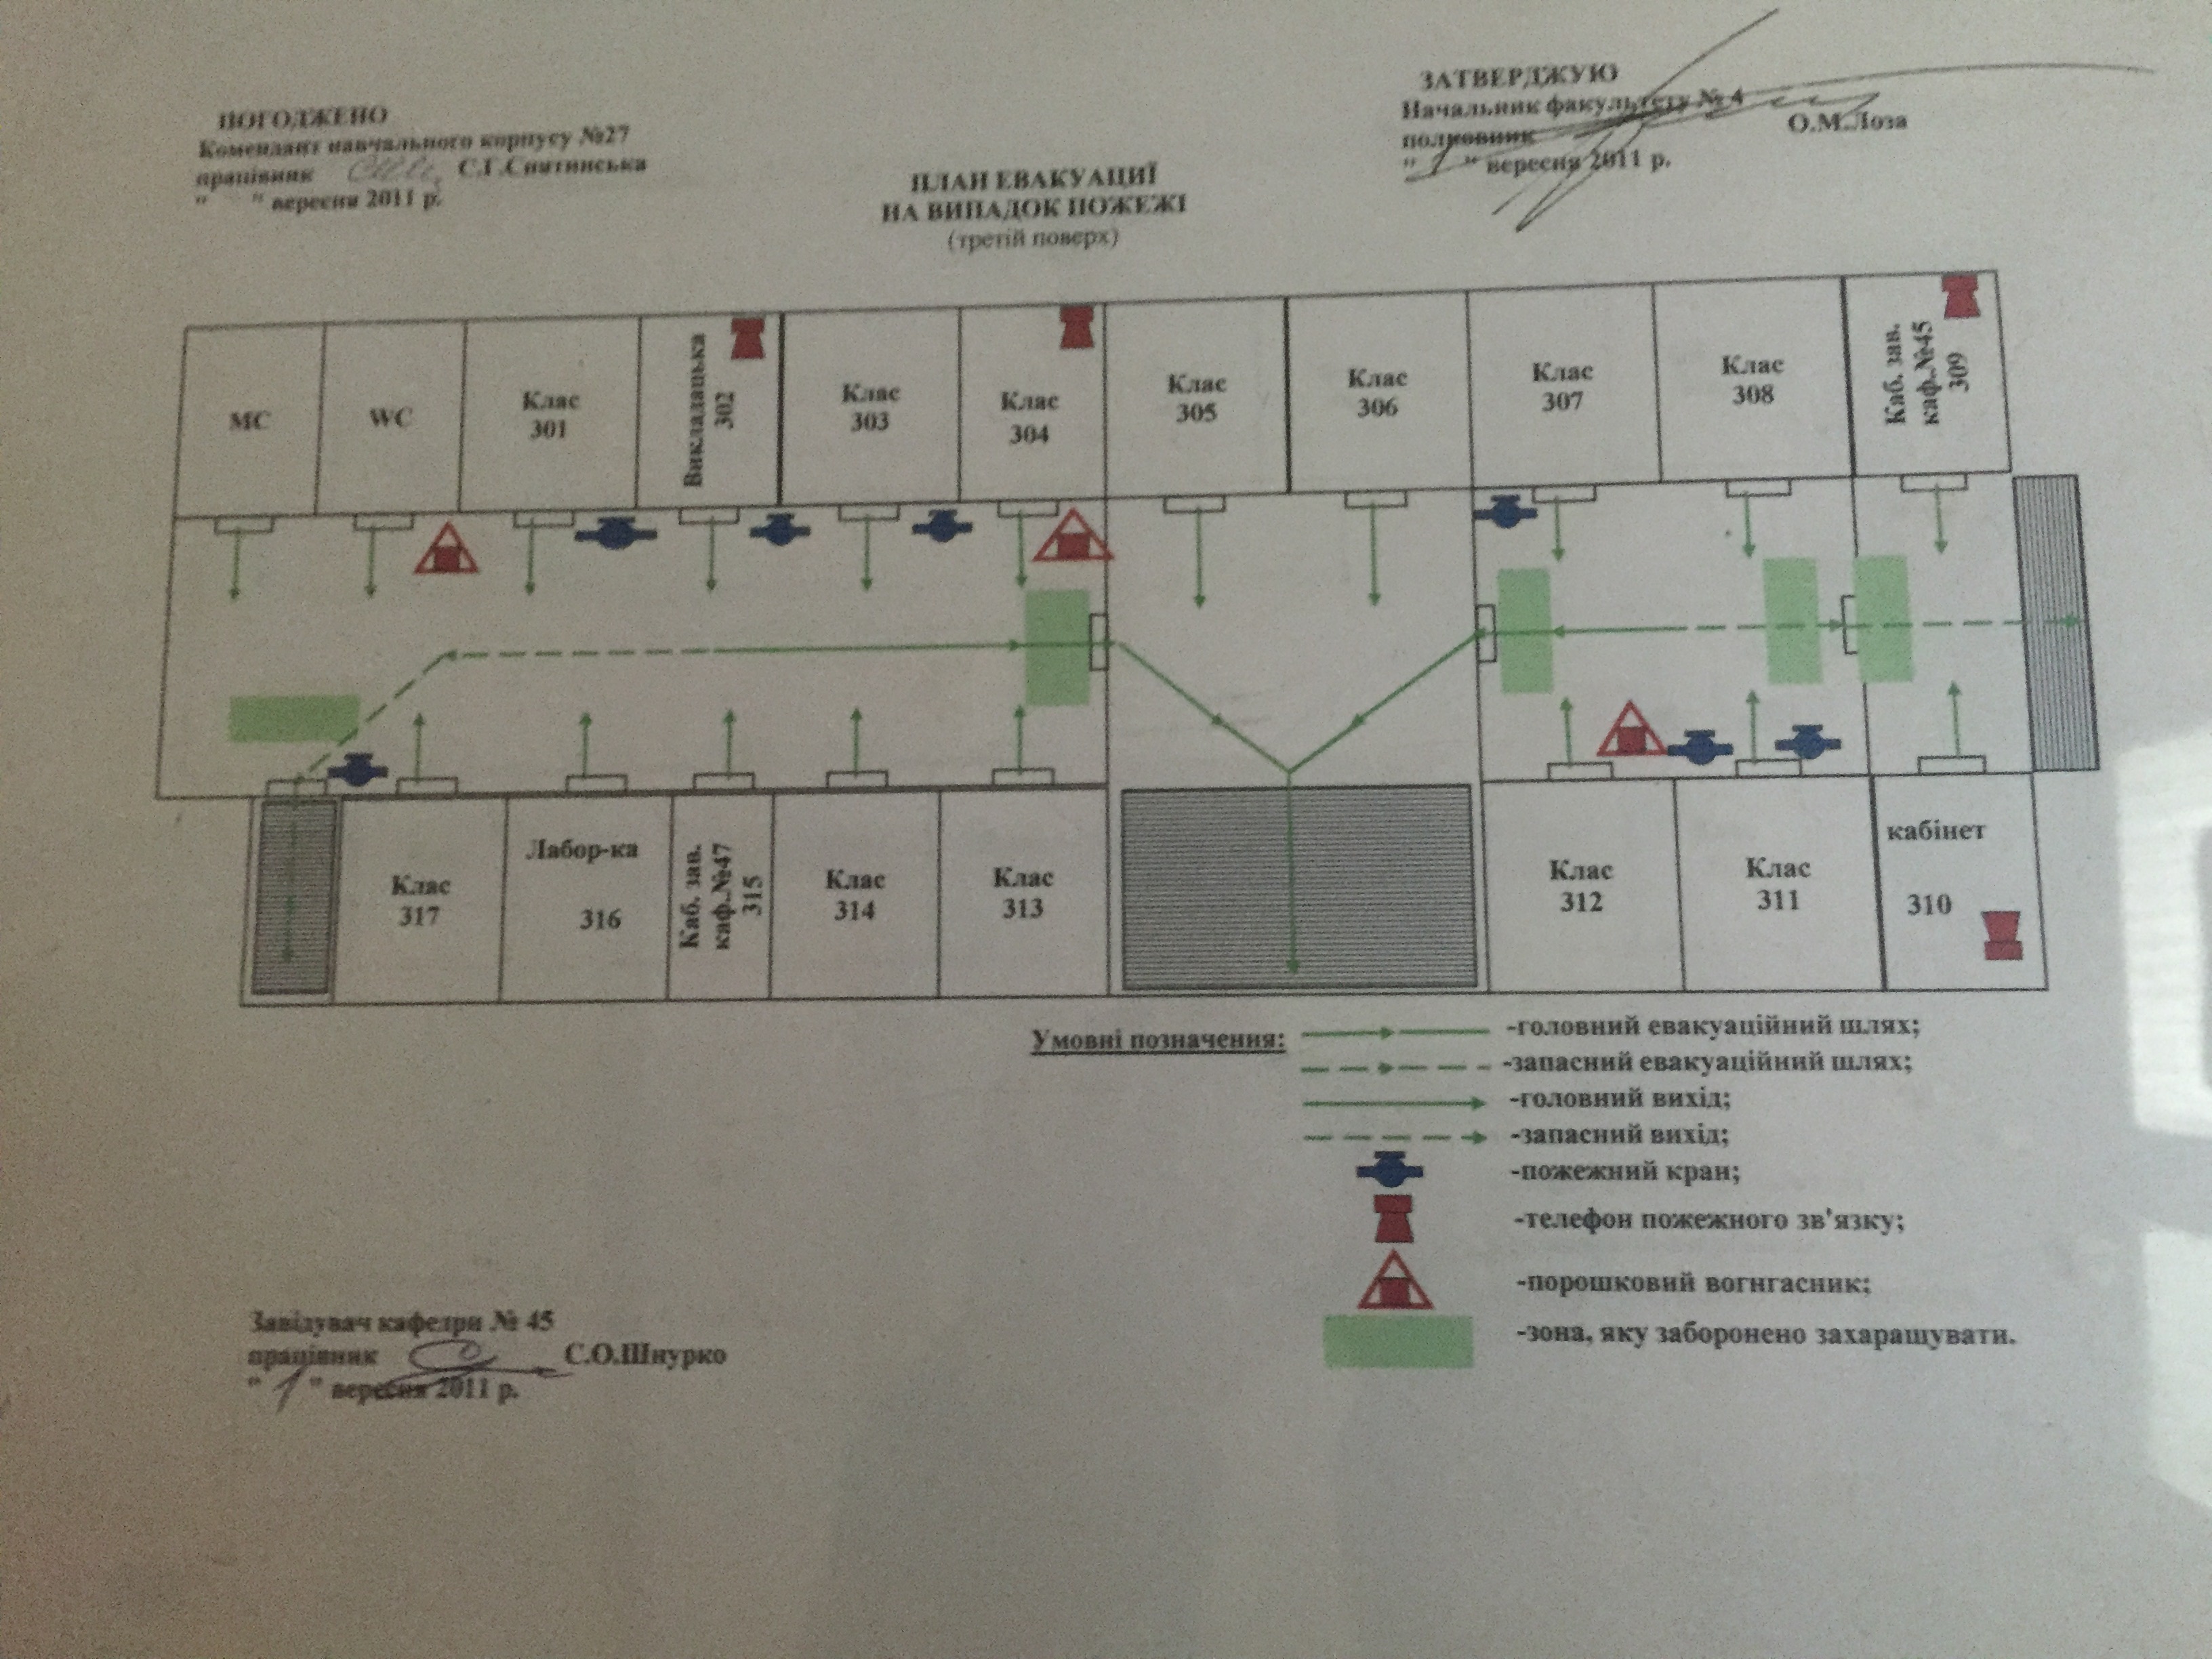 ПОГОДЖЕНО
Комендант навчального корпусу №27
працівник С.Г.Снятинська
" " вересня 2011 р.
ЗАТВЕРДЖУЮ
Начальник факультету № 4
полковник О.М.Лоза
" 1 " вересня 2011 р.
ПЛАН ЕВАКУАЦИЇ
НА ВИПАДОК ПОЖЕЖІ
(третій поверх)
МС
WC
Клас
301
Викладацька
302
Клас
303
Клас
304
Клас
305
Клас
306
Клас
307
Клас
308
Каб. зав.
каф.№45
309
Клас
317
Лабор-ка
316
Каб. зав.
каф.№47
315
Клас
314
Клас
313
Клас
312
Клас
311
кабінет
310
Умовні позначення:
-головний евакуаційний шлях;
-запасний евакуаційний шлях;
-головний вихід;
-запасний вихід;
-пожежний кран;
-телефон пожежного зв'язку;
-порошковий вогнгасник;
-зона, яку заборонено захаращувати.
Завідувач кафедри № 45
працівник С.О.Шнурко
" 1 " вересня 2011 р.